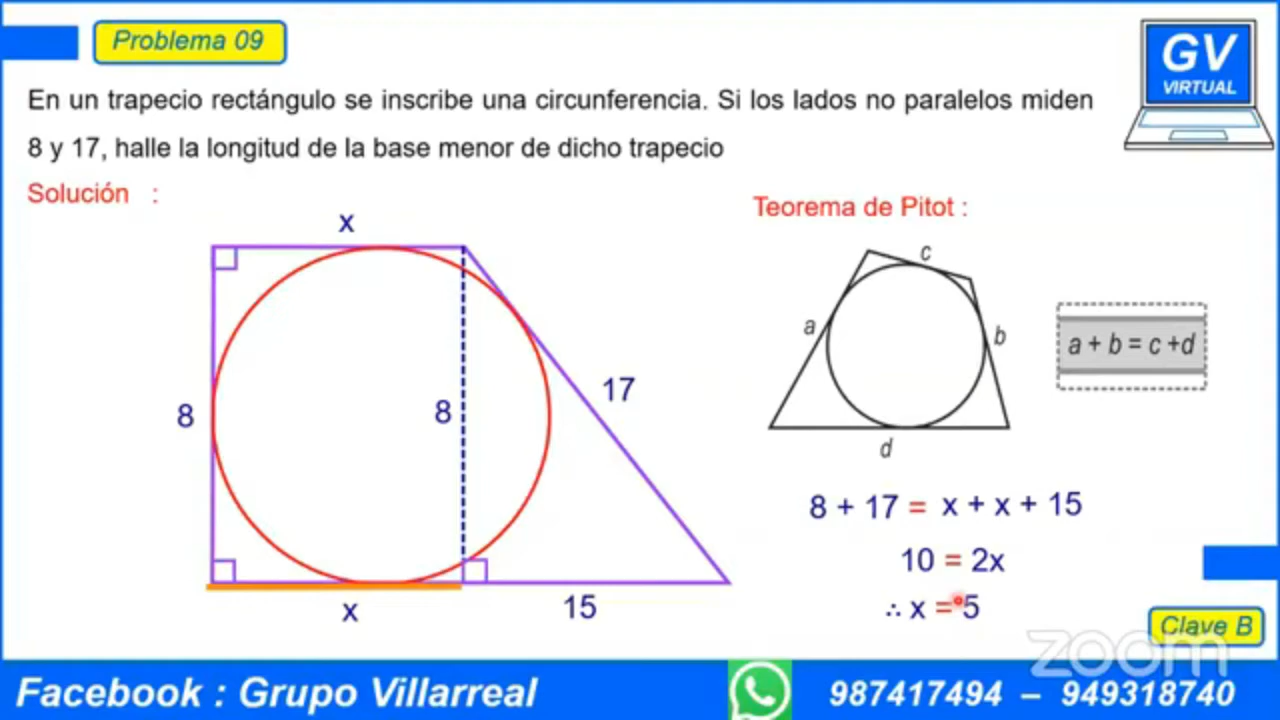 Problema 09
GV
VIRTUAL
En un trapecio rectángulo se inscribe una circunferencia. Si los lados no paralelos miden
8 y 17, halle la longitud de la base menor de dicho trapecio
Solución :
Teorema de Pitot :
x
8
8
17
x
15
c
a
b
d
a + b = c +d
8 + 17 = x + x + 15
10 = 2x
∴ x = 5
Clave B
zoom
Facebook : Grupo Villarreal
987417494 – 949318740